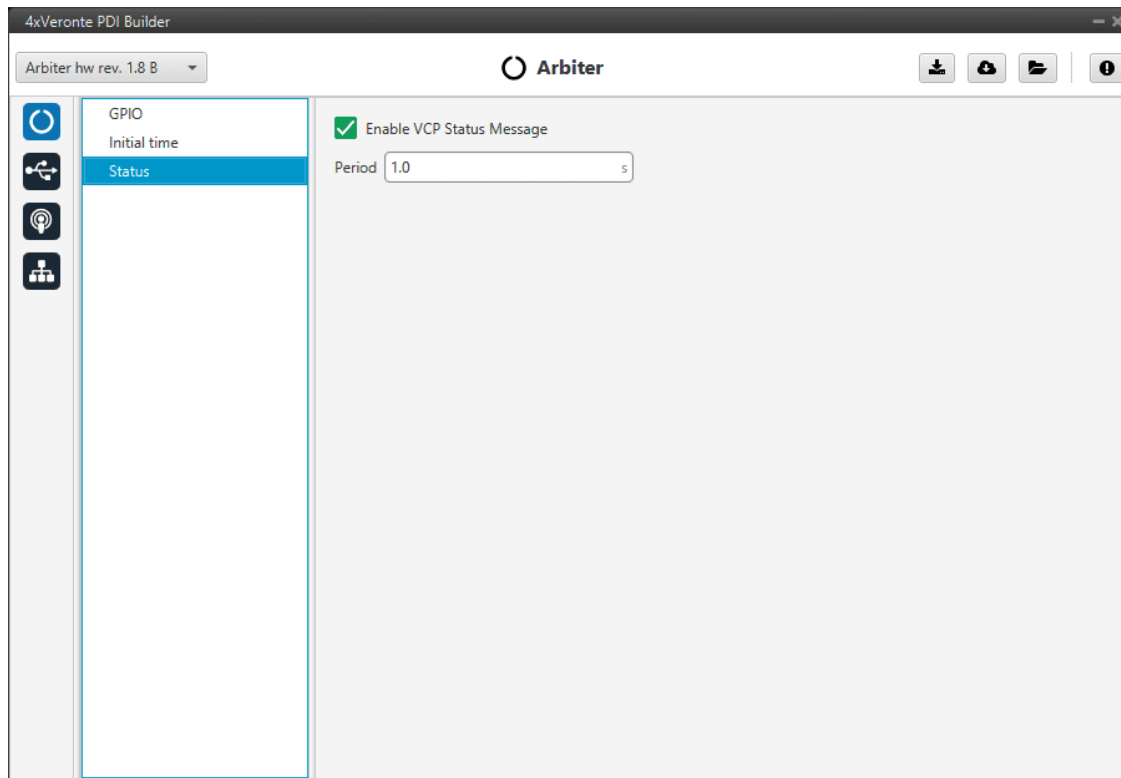 4xVeronte PDI Builder
Arbiter hw rev. 1.8 B
Arbiter
GPIO
Initial time
Status
Enable VCP Status Message
Period 1.0 s